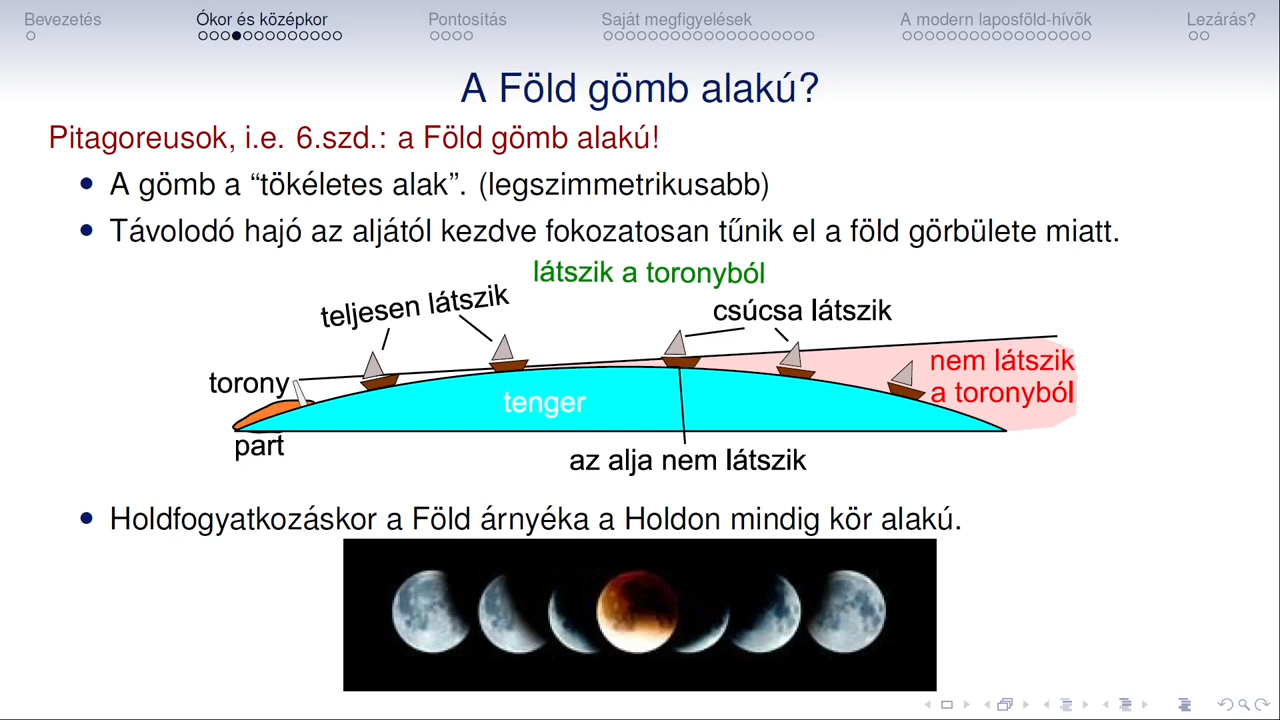 Bevezetés Ókor és középkor Pontosítás Saját megfigyelések A modern laposföld-hívők Lezárás?
A Föld gömb alakú?
Pitagoreusok, i.e. 6.szd.: a Föld gömb alakú!
• A gömb a “tökéletes alak”. (legszimmetrikusabb)
• Távolodó hajó az aljától kezdve fokozatosan tűnik el a föld görbülete miatt.
látszik a toronyból
teljesen látszik
csúcsa látszik
nem látszik
a toronyból
torony
tenger
part
az alja nem látszik
• Holdfogyatkozáskor a Föld árnyéka a Holdon mindig kör alakú.